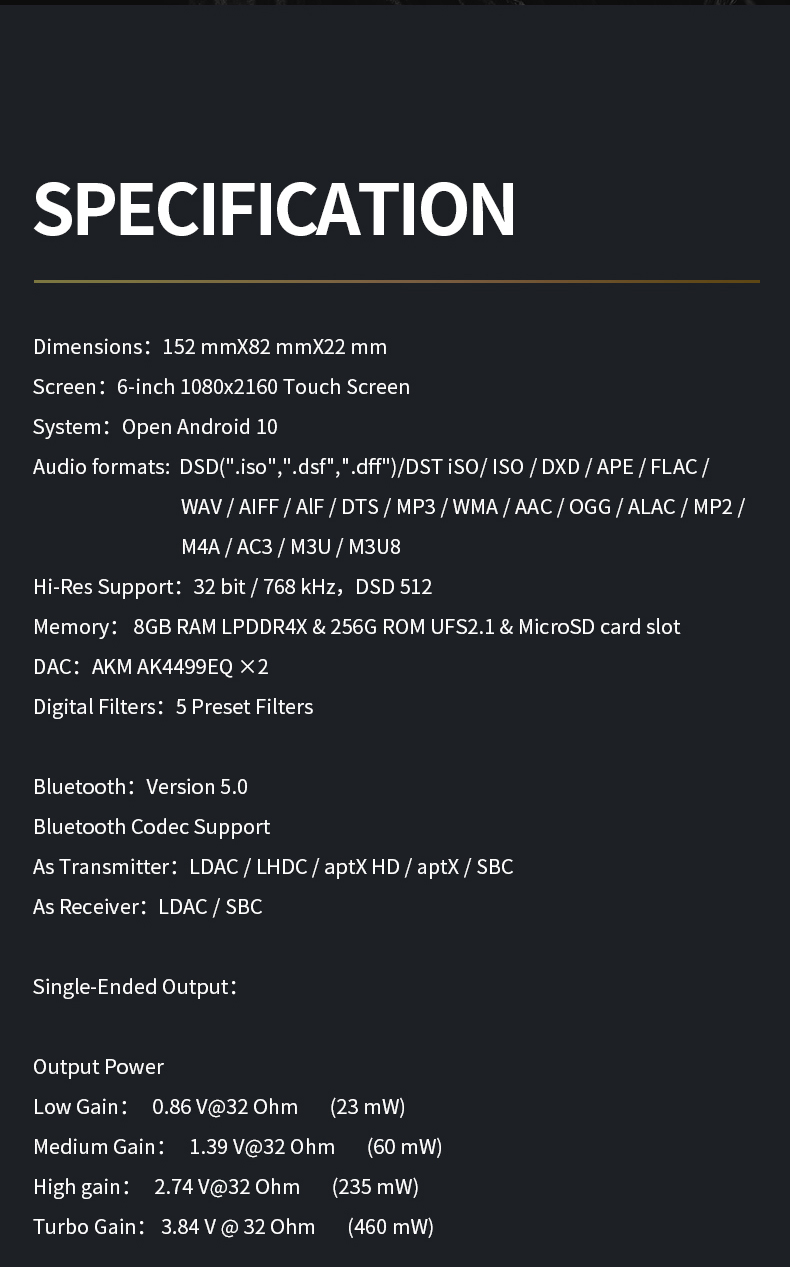 SPECIFICATION
Dimensions：152 mmX82 mmX22 mm
Screen：6-inch 1080x2160 Touch Screen
System：Open Android 10
Audio formats: DSD(".iso",".dsf",".dff")/DST iSO/ ISO / DXD / APE / FLAC /
WAV / AIFF / AlF / DTS / MP3 / WMA / AAC / OGG / ALAC / MP2 /
M4A / AC3 / M3U / M3U8
Hi-Res Support：32 bit / 768 kHz，DSD 512
Memory： 8GB RAM LPDDR4X & 256G ROM UFS2.1 & MicroSD card slot
DAC：AKM AK4499EQ ×2
Digital Filters：5 Preset Filters
Bluetooth：Version 5.0
Bluetooth Codec Support
As Transmitter：LDAC / LHDC / aptX HD / aptX / SBC
As Receiver：LDAC / SBC
Single-Ended Output：
Output Power
Low Gain： 0.86 V@32 Ohm (23 mW)
Medium Gain： 1.39 V@32 Ohm (60 mW)
High gain： 2.74 V@32 Ohm (235 mW)
Turbo Gain： 3.84 V @ 32 Ohm (460 mW)